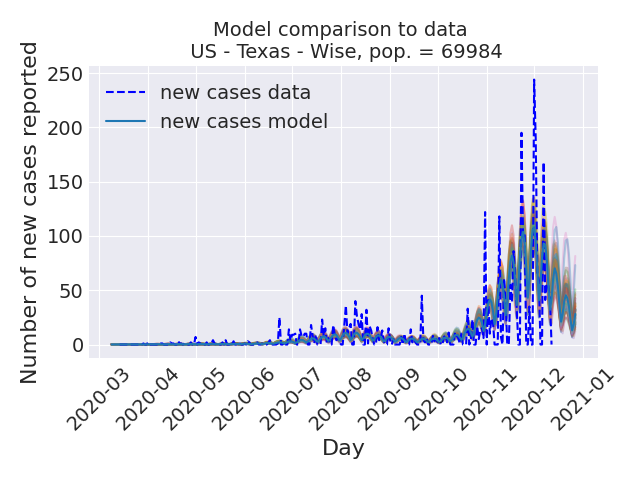 Model comparison to data
US - Texas - Wise, pop. = 69984
Number of new cases reported
250
200
150
100
50
0
new cases data
new cases model
2020-03
2020-04
2020-05
2020-06
2020-07
2020-08
2020-09
2020-10
2020-11
2020-12
2021-01
Day